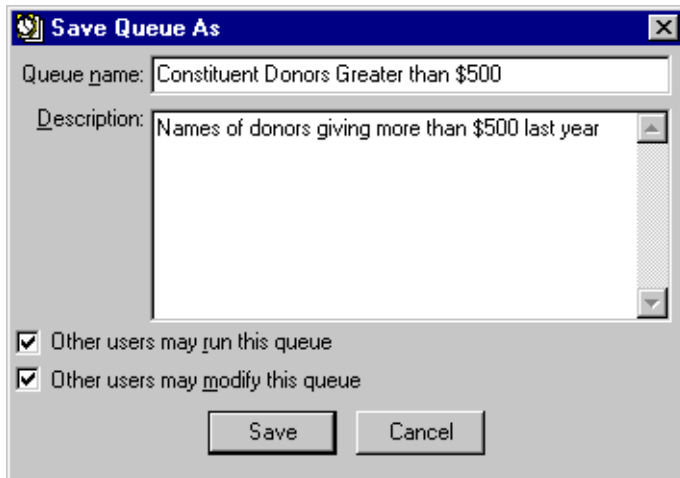 Save Queue As
Queue name: Constituent Donors Greater than $500
Description: Names of donors giving more than $500 last year
Other users may run this queue
Other users may modify this queue
Save Cancel